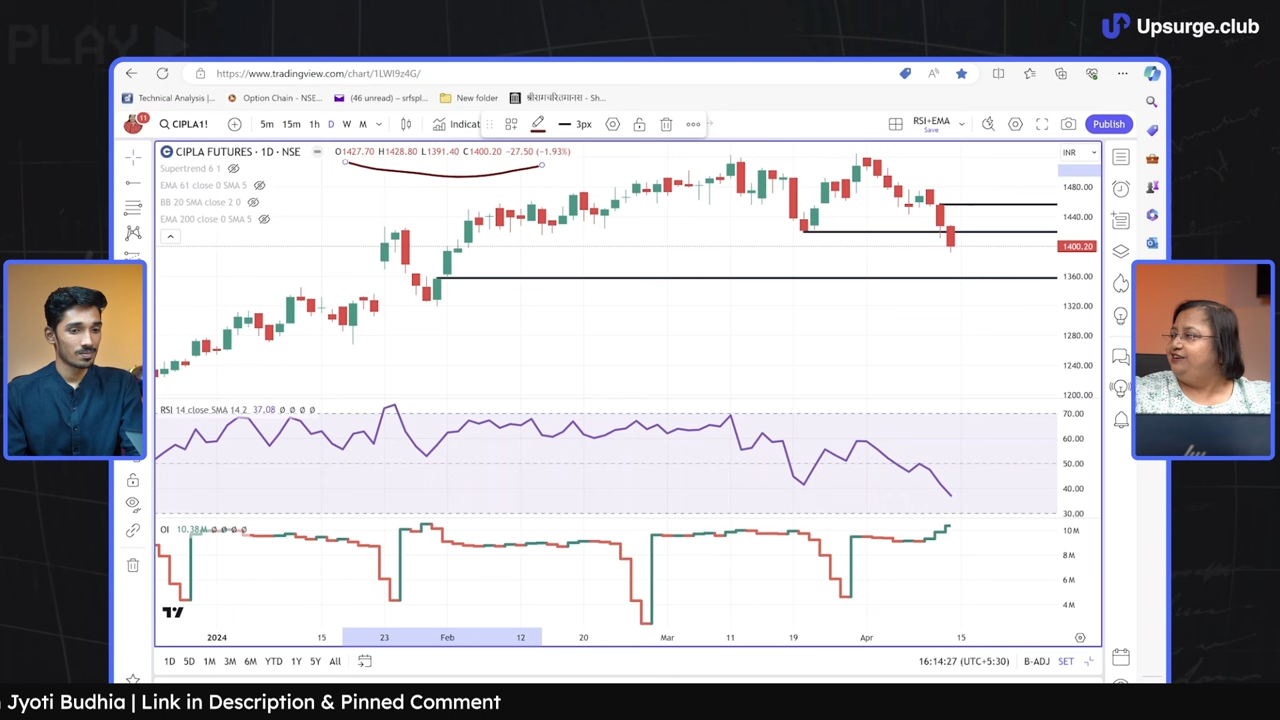 PLAY
Upsurge.club
https://www.tradingview.com/chart/1LWI9z4G/
Technical Analysis |... Option Chain - NSE... (46 unread) – srfspl... New folder श्रीरामचरितमानस - Sh...
11 CIPLA1! 5m 15m 1h D W M Indicat 3px RSI+EMA Save Publish
CIPLA FUTURES · 1D · NSE O1427.70 H1428.80 L1391.40 C1400.20 -27.50 (-1.93%) INR
Supertrend 6 1
EMA 61 close 0 SMA 5
BB 20 SMA close 2 0
EMA 200 close 0 SMA 5
1480.00
1440.00
1400.20
1360.00
1320.00
1280.00
1240.00
1200.00
RSI 14 close SMA 14 2 37.08 ∅ ∅ ∅ ∅
70.00
60.00
50.00
40.00
30.00
OI 10.38M ∅ ∅ ∅ ∅
10 M
8 M
6 M
4 M
2024 15 23 Feb 12 20 Mar 11 19 Apr 15
1D 5D 1M 3M 6M YTD 1Y 5Y All 16:14:27 (UTC+5:30) B-ADJ SET
Jyoti Budhia | Link in Description & Pinned Comment